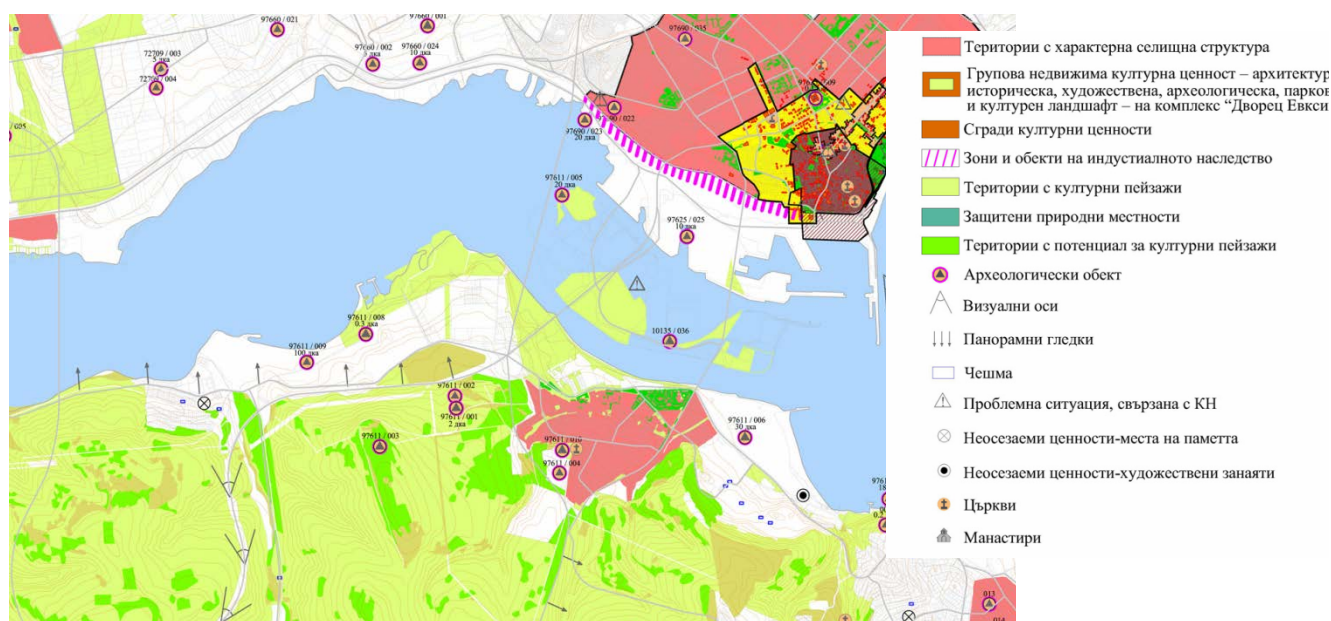 97660 / 021
97660 / 001
97660 / 002
3 дка
97660 / 024
10 дка
72709 / 003
5 дка
72709 / 004
97690 / 035
97690 / 023
20 дка
97611 / 005
20 дка
97625 / 025
10 дка
97611 / 008
0.3 дка
97611 / 009
100 дка
10135 / 036
97611 / 002
97611 / 001
2 дка
97611 / 003
97611 / 010
97611 / 004
97611 / 006
30 дка
013
014
Територии с характерна селищна структура
Групова недвижима културна ценност – архитектур
историческа, художествена, археологическа, парков
и културен ландшафт – на комплекс “Дворец Евкси
Сгради културни ценности
Зони и обекти на индустиалното наследство
Територии с културни пейзажи
Защитени природни местности
Територии с потенциал за културни пейзажи
Археологически обект
Визуални оси
Панорамни гледки
Чешма
Проблемна ситуация, свързана с КН
Неосезаеми ценности-места на паметта
Неосезаеми ценности-художествени занаяти
Църкви
Манастири